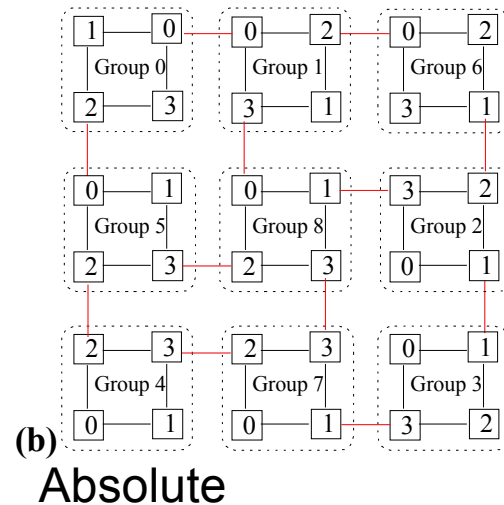 1 0 0 2 0 2
Group 0 Group 1 Group 6
2 3 3 1 3 1
0 1 0 1 3 2
Group 5 Group 8 Group 2
2 3 2 3 0 1
2 3 2 3 0 1
Group 4 Group 7 Group 3
0 1 0 1 3 2
(b)
Absolute